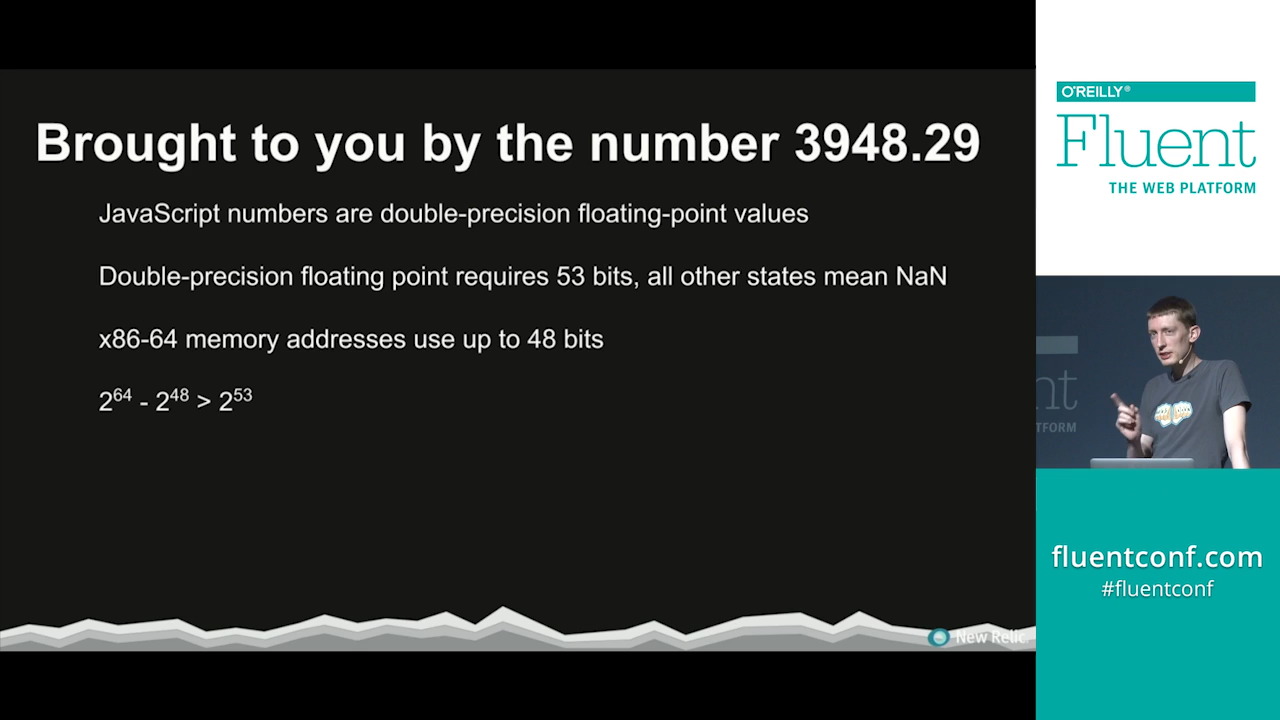 Brought to you by the number 3948.29
JavaScript numbers are double-precision floating-point values
Double-precision floating point requires 53 bits, all other states mean NaN
x86-64 memory addresses use up to 48 bits
2⁶⁴ - 2⁴⁸ > 2⁵³
New Relic.
O'REILLY®
Fluent
THE WEB PLATFORM
nt
TFORM
fluentconf.com
#fluentconf